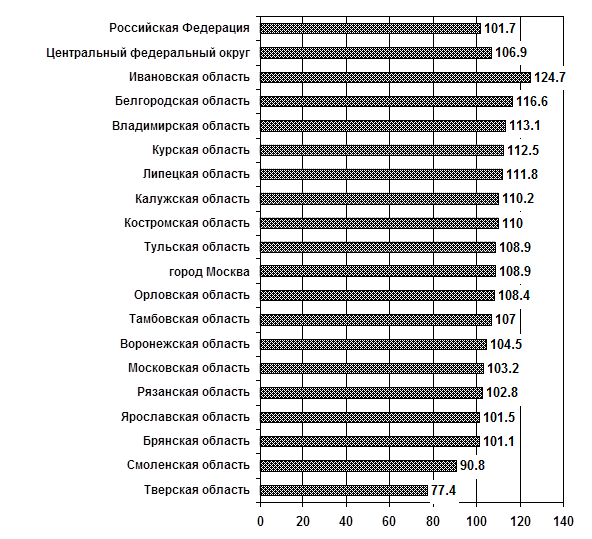 Российская Федерация 101.7
Центральный федеральный округ 106.9
Ивановская область 124.7
Белгородская область 116.6
Владимирская область 113.1
Курская область 112.5
Липецкая область 111.8
Калужская область 110.2
Костромская область 110
Тульская область 108.9
город Москва 108.9
Орловская область 108.4
Тамбовская область 107
Воронежская область 104.5
Московская область 103.2
Рязанская область 102.8
Ярославская область 101.5
Брянская область 101.1
Смоленская область 90.8
Тверская область 77.4
0 20 40 60 80 100 120 140